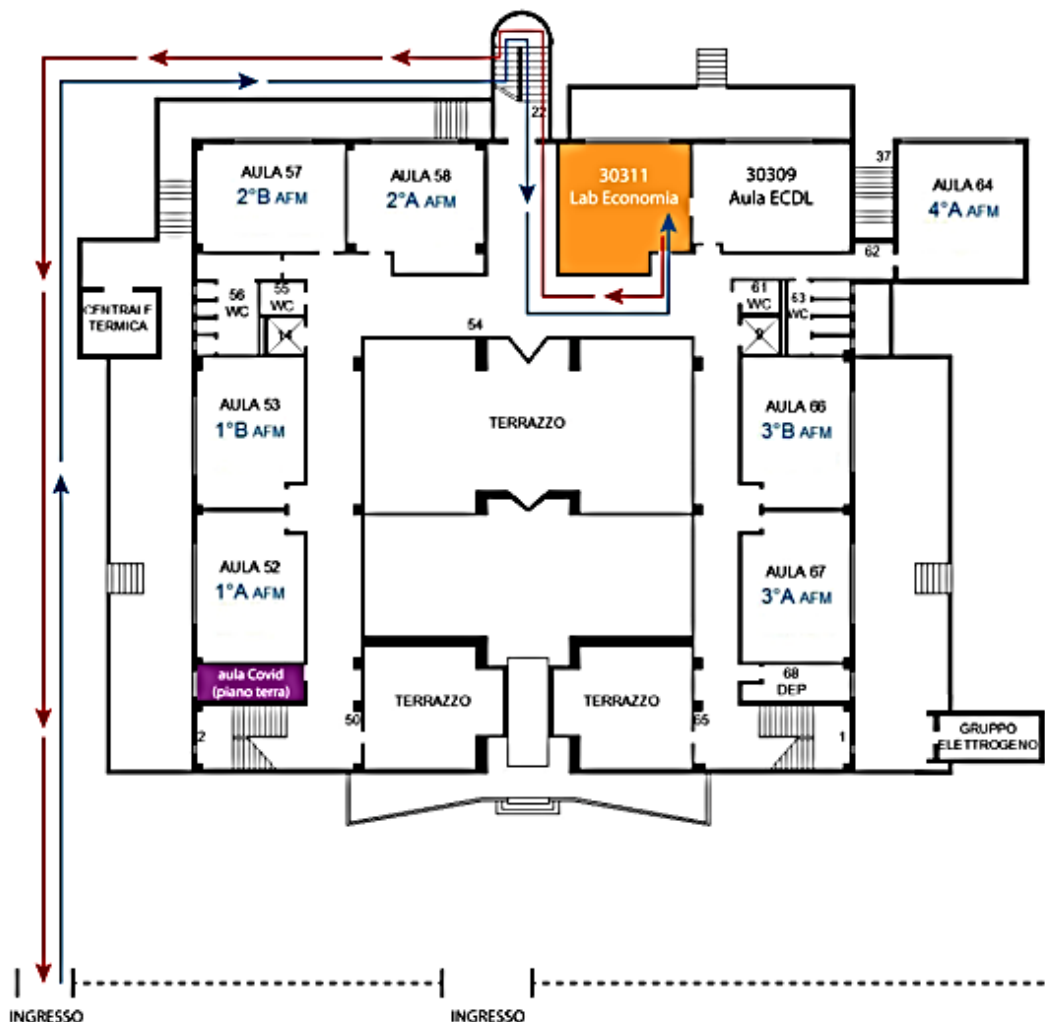 22
AULA 57
2°B AFM
AULA 58
2°A AFM
30311
Lab Economia
30309
Aula ECDL
37
AULA 64
4°A AFM
62
56
WC
55
WC
61
WC
63
WC
CENTRALE
TERMICA
14
54
9
AULA 53
1°B AFM
TERRAZZO
AULA 66
3°B AFM
AULA 52
1°A AFM
AULA 67
3°A AFM
aula Covid
(piano terra)
TERRAZZO
TERRAZZO
68
DEP
2
50
65
1
GRUPPO
ELETTROGENO
INGRESSO
INGRESSO